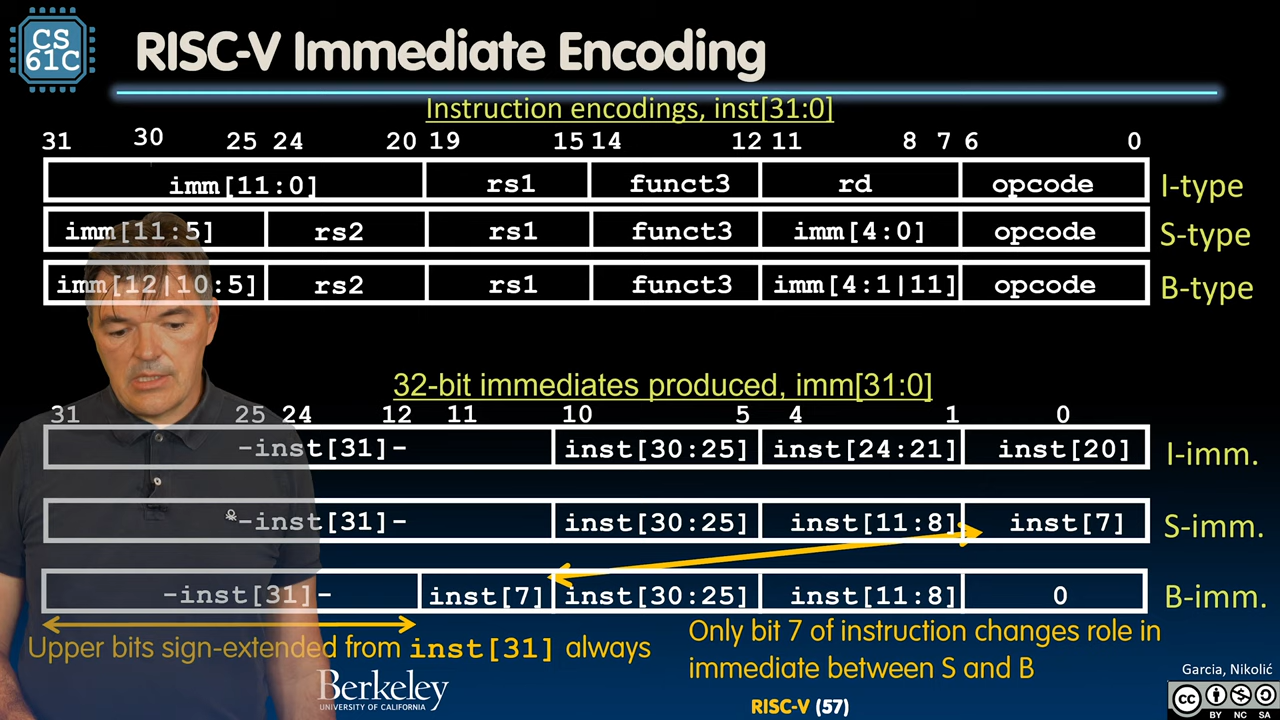 CS
61C
RISC-V Immediate Encoding
Instruction encodings, inst[31:0]
31 30 25 24 20 19 15 14 12 11 8 7 6 0
imm[11:0] rs1 funct3 rd opcode I-type
imm[11:5] rs2 rs1 funct3 imm[4:0] opcode S-type
imm[12|10:5] rs2 rs1 funct3 imm[4:1|11] opcode B-type
32-bit immediates produced, imm[31:0]
31 25 24 12 11 10 5 4 1 0
-inst[31]- inst[30:25] inst[24:21] inst[20] I-imm.
-inst[31]- inst[30:25] inst[11:8] inst[7] S-imm.
-inst[31]- inst[7] inst[30:25] inst[11:8] 0 B-imm.
Upper bits sign-extended from inst[31] always
Only bit 7 of instruction changes role in
immediate between S and B
Berkeley
UNIVERSITY OF CALIFORNIA
RISC-V (57)
Garcia, Nikolić
cc
BY NC SA